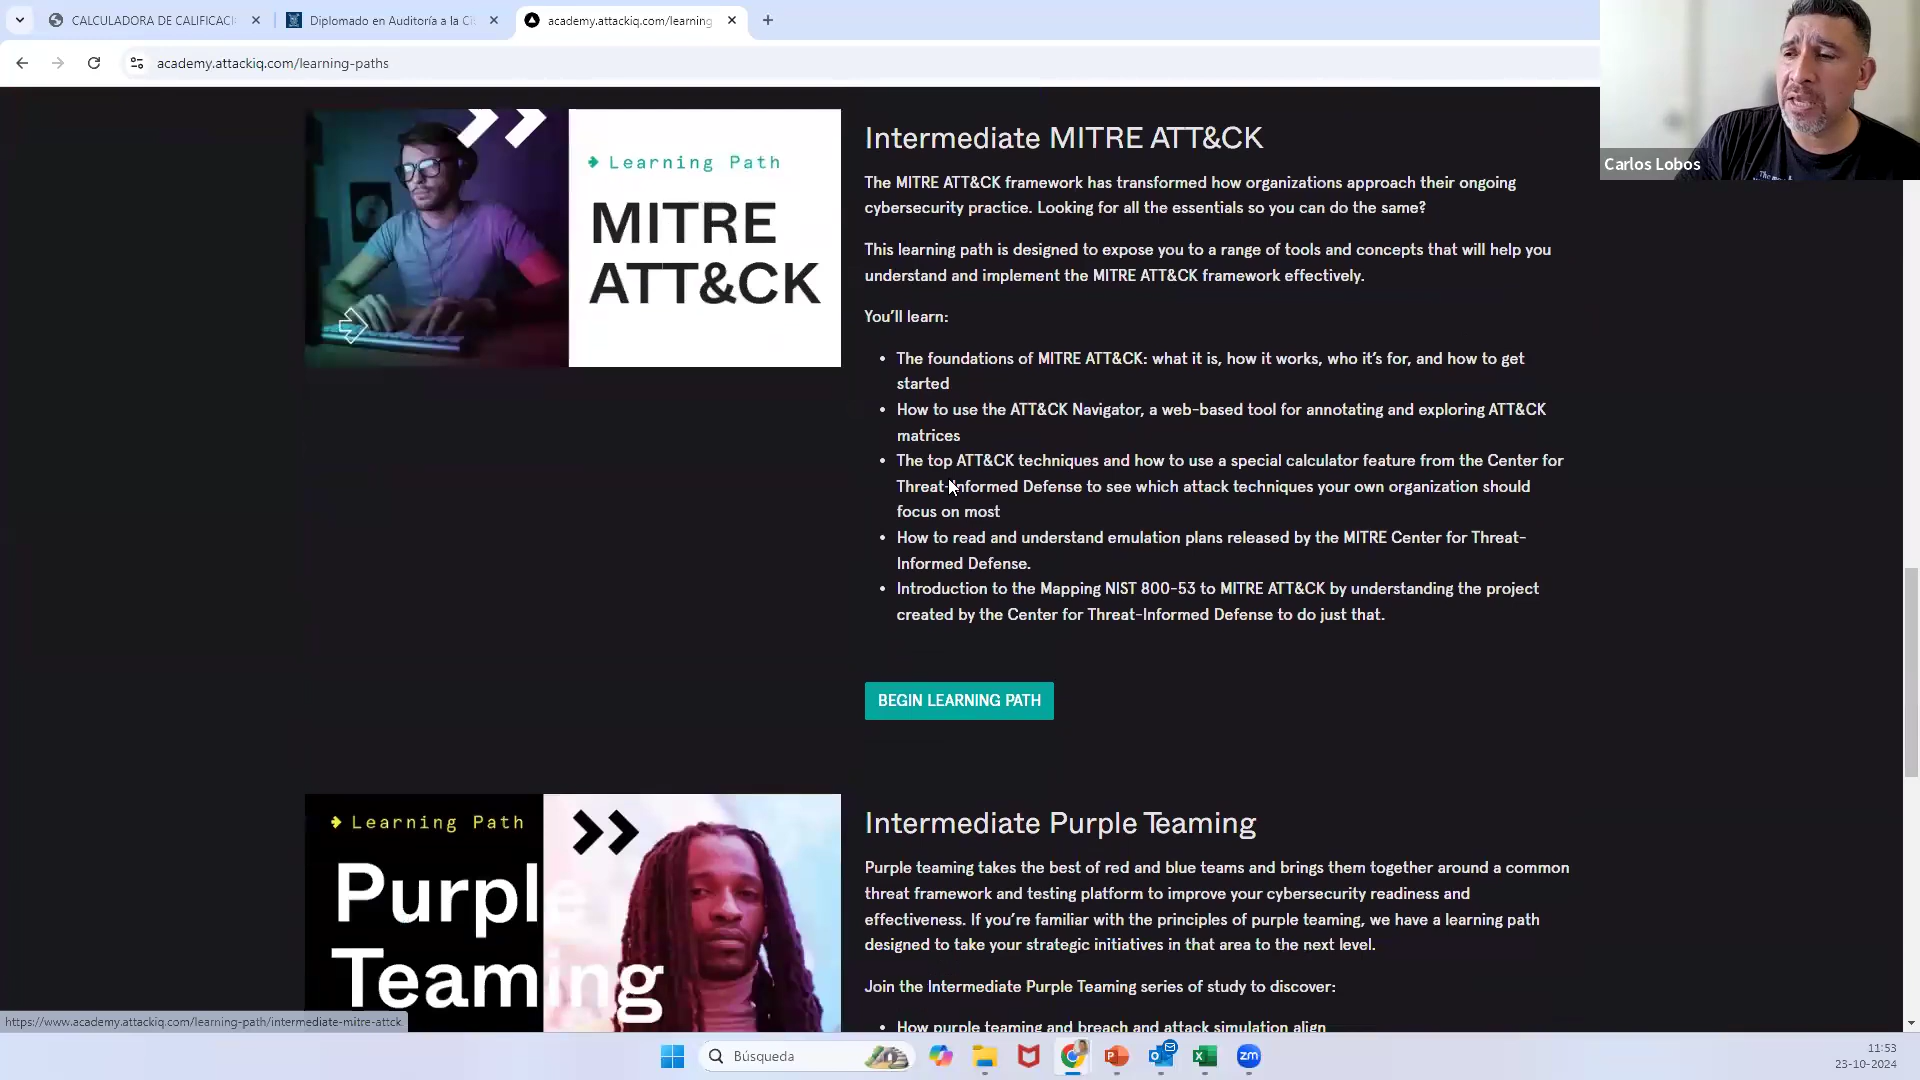 CALCULADORA DE CALIFICACI
Diplomado en Auditoría a la Ci
academy.attackiq.com/learning
academy.attackiq.com/learning-paths
Carlos Lobos
Learning Path
MITRE
ATT&CK
Intermediate MITRE ATT&CK
The MITRE ATT&CK framework has transformed how organizations approach their ongoing
cybersecurity practice. Looking for all the essentials so you can do the same?
This learning path is designed to expose you to a range of tools and concepts that will help you
understand and implement the MITRE ATT&CK framework effectively.
You'll learn:
• The foundations of MITRE ATT&CK: what it is, how it works, who it's for, and how to get
started
• How to use the ATT&CK Navigator, a web-based tool for annotating and exploring ATT&CK
matrices
• The top ATT&CK techniques and how to use a special calculator feature from the Center for
Threat-Informed Defense to see which attack techniques your own organization should
focus on most
• How to read and understand emulation plans released by the MITRE Center for Threat-
Informed Defense.
• Introduction to the Mapping NIST 800-53 to MITRE ATT&CK by understanding the project
created by the Center for Threat-Informed Defense to do just that.
BEGIN LEARNING PATH
Learning Path
Purple
Teaming
Intermediate Purple Teaming
Purple teaming takes the best of red and blue teams and brings them together around a common
threat framework and testing platform to improve your cybersecurity readiness and
effectiveness. If you're familiar with the principles of purple teaming, we have a learning path
designed to take your strategic initiatives in that area to the next level.
Join the Intermediate Purple Teaming series of study to discover:
• How purple teaming and breach and attack simulation align
https://www.academy.attackiq.com/learning-path/intermediate-mitre-attck
Búsqueda
zm
11:53
23-10-2024